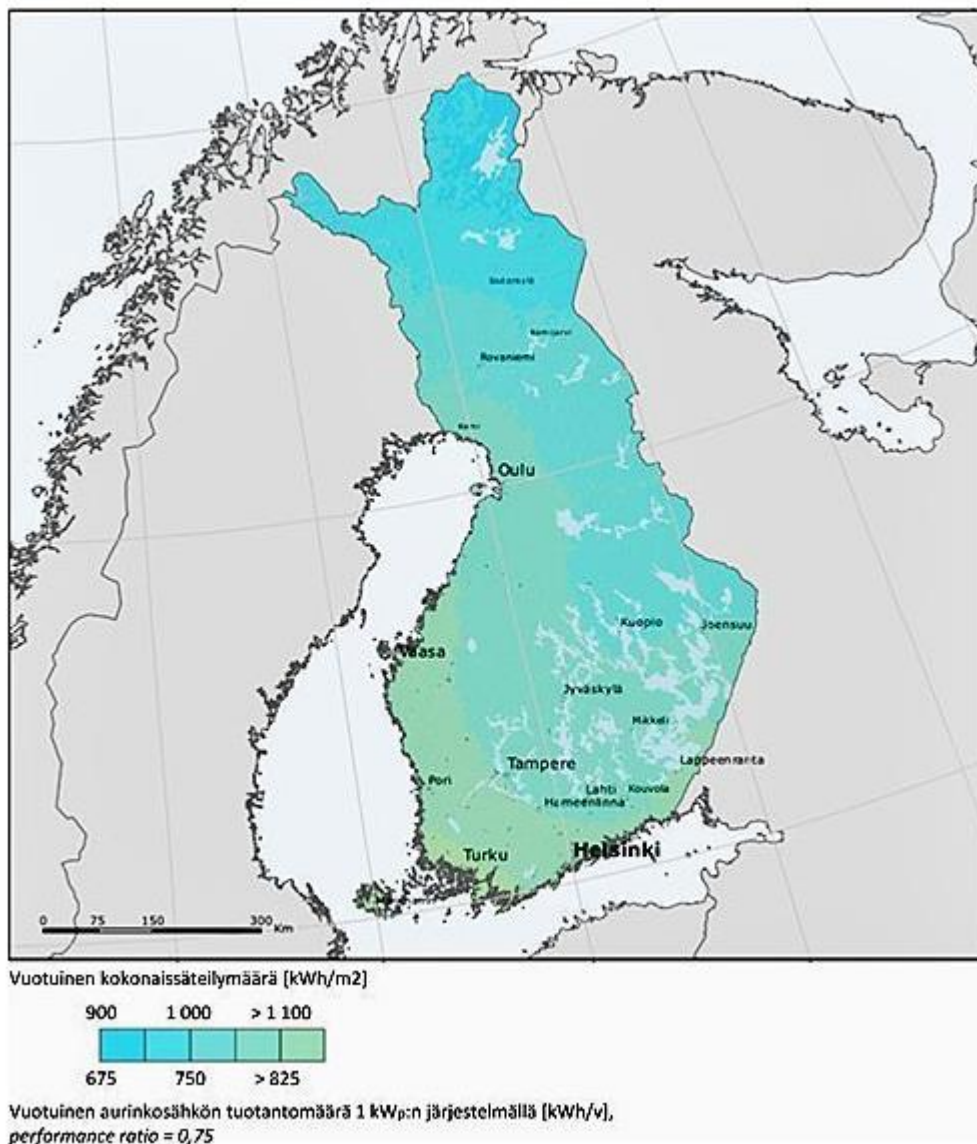 Sodankylä
Kemijärvi
Rovaniemi
Kemi
Oulu
Kuopio
Joensuu
Vaasa
Jyväskylä
Mikkeli
Lappeenranta
Tampere
Pori
Lahti
Kouvola
Hämeenlinna
Helsinki
Turku
0 75 150 300 Km
Vuotuinen kokonaissäteilymäärä [kWh/m2]
900 1 000 > 1 100
675 750 > 825
Vuotuinen aurinkosähkön tuotantomäärä 1 kWp:n järjestelmällä [kWh/v],
performance ratio = 0,75